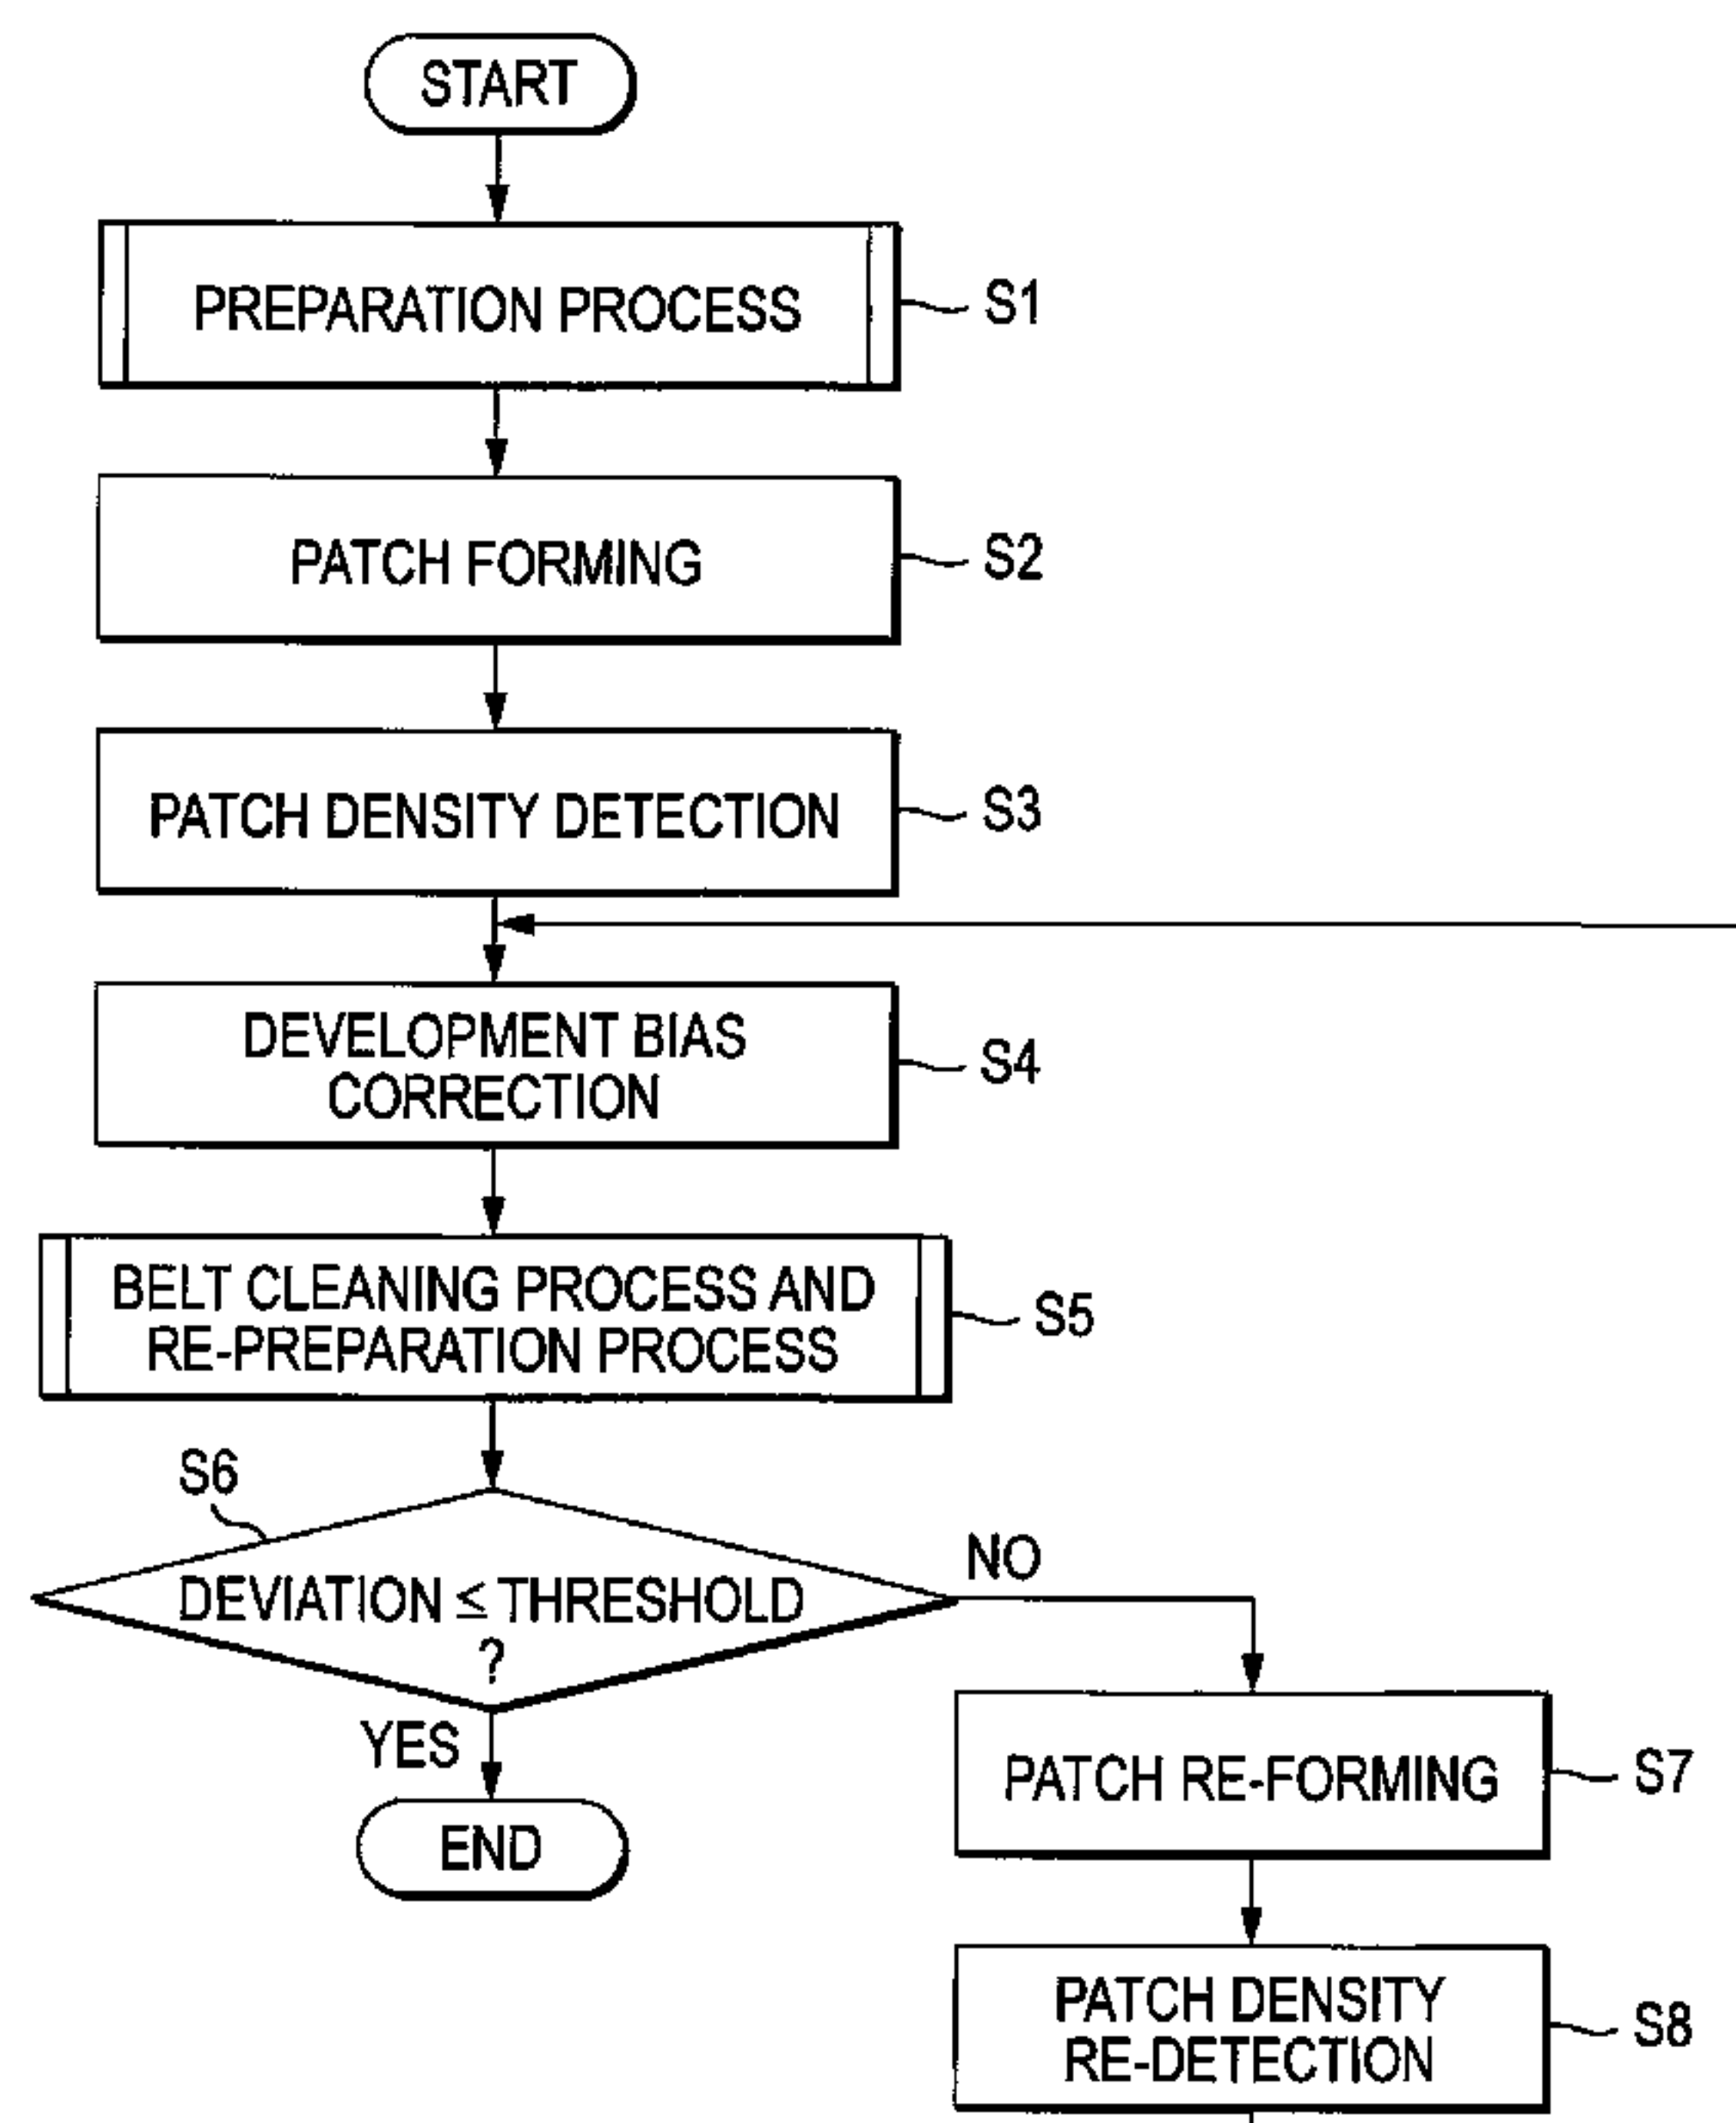 START
PREPARATION PROCESS
S1
PATCH FORMING
S2
PATCH DENSITY DETECTION
S3
DEVELOPMENT BIAS
CORRECTION
S4
BELT CLEANING PROCESS AND
RE-PREPARATION PROCESS
S5
S6
DEVIATION ≤ THRESHOLD
?
NO
YES
END
PATCH RE-FORMING
S7
PATCH DENSITY
RE-DETECTION
S8